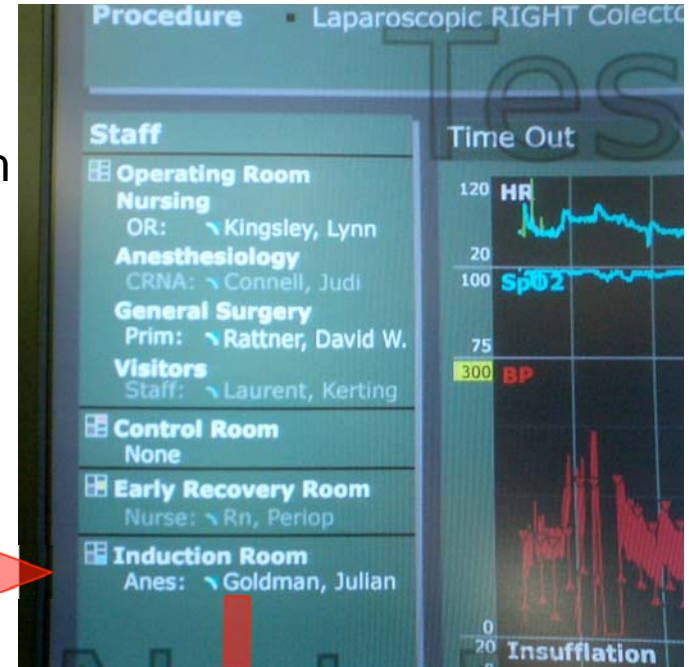 Procedure ▪ Laparoscopic RIGHT Colecto
Tes
n
Staff
Operating Room
Nursing
OR: Kingsley, Lynn
Anesthesiology
CRNA: Connell, Judi
General Surgery
Prim: Rattner, David W.
Visitors
Staff: Laurent, Kerting
Control Room
None
Early Recovery Room
Nurse: Rn, Periop
Induction Room
Anes: Goldman, Julian
Time Out
120 HR
20
100 SpO2
75
300 BP
0
20 Insufflation